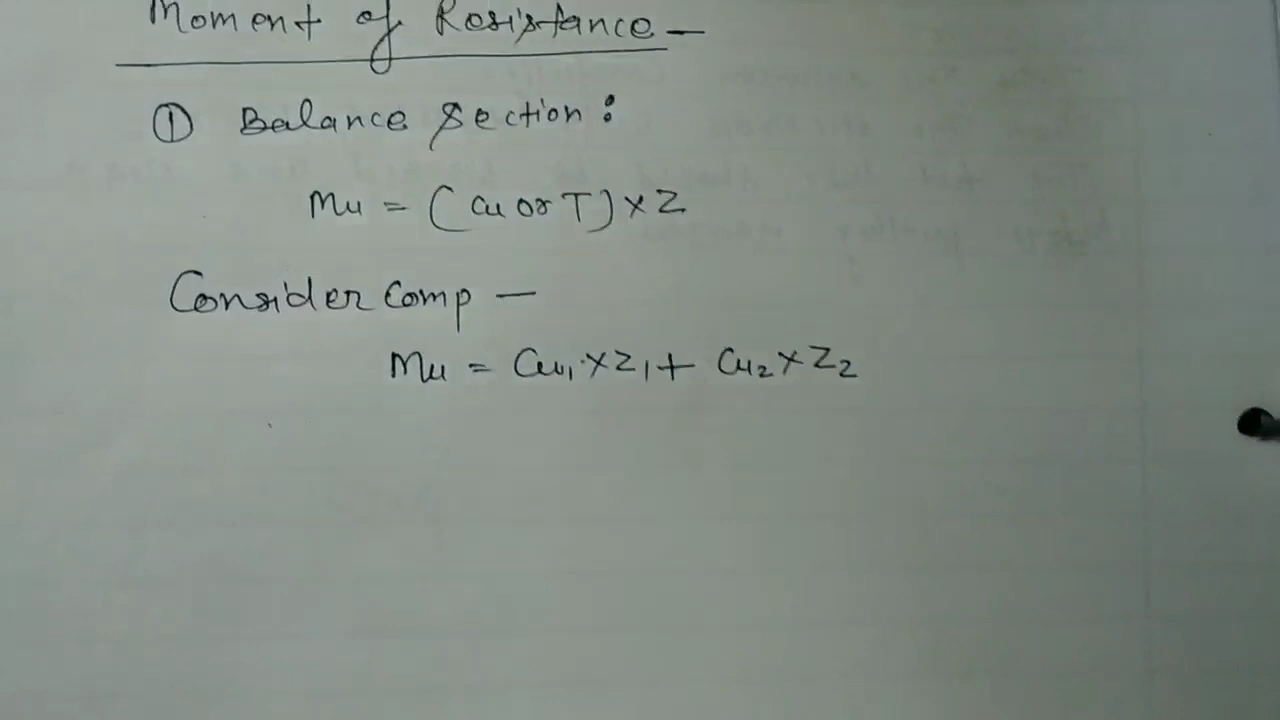 Moment of Resistance —
① Balance Section :
Mu = (Cu or T) × Z
Consider Comp —
Mu = Cu₁ × Z₁ + Cu₂ × Z₂